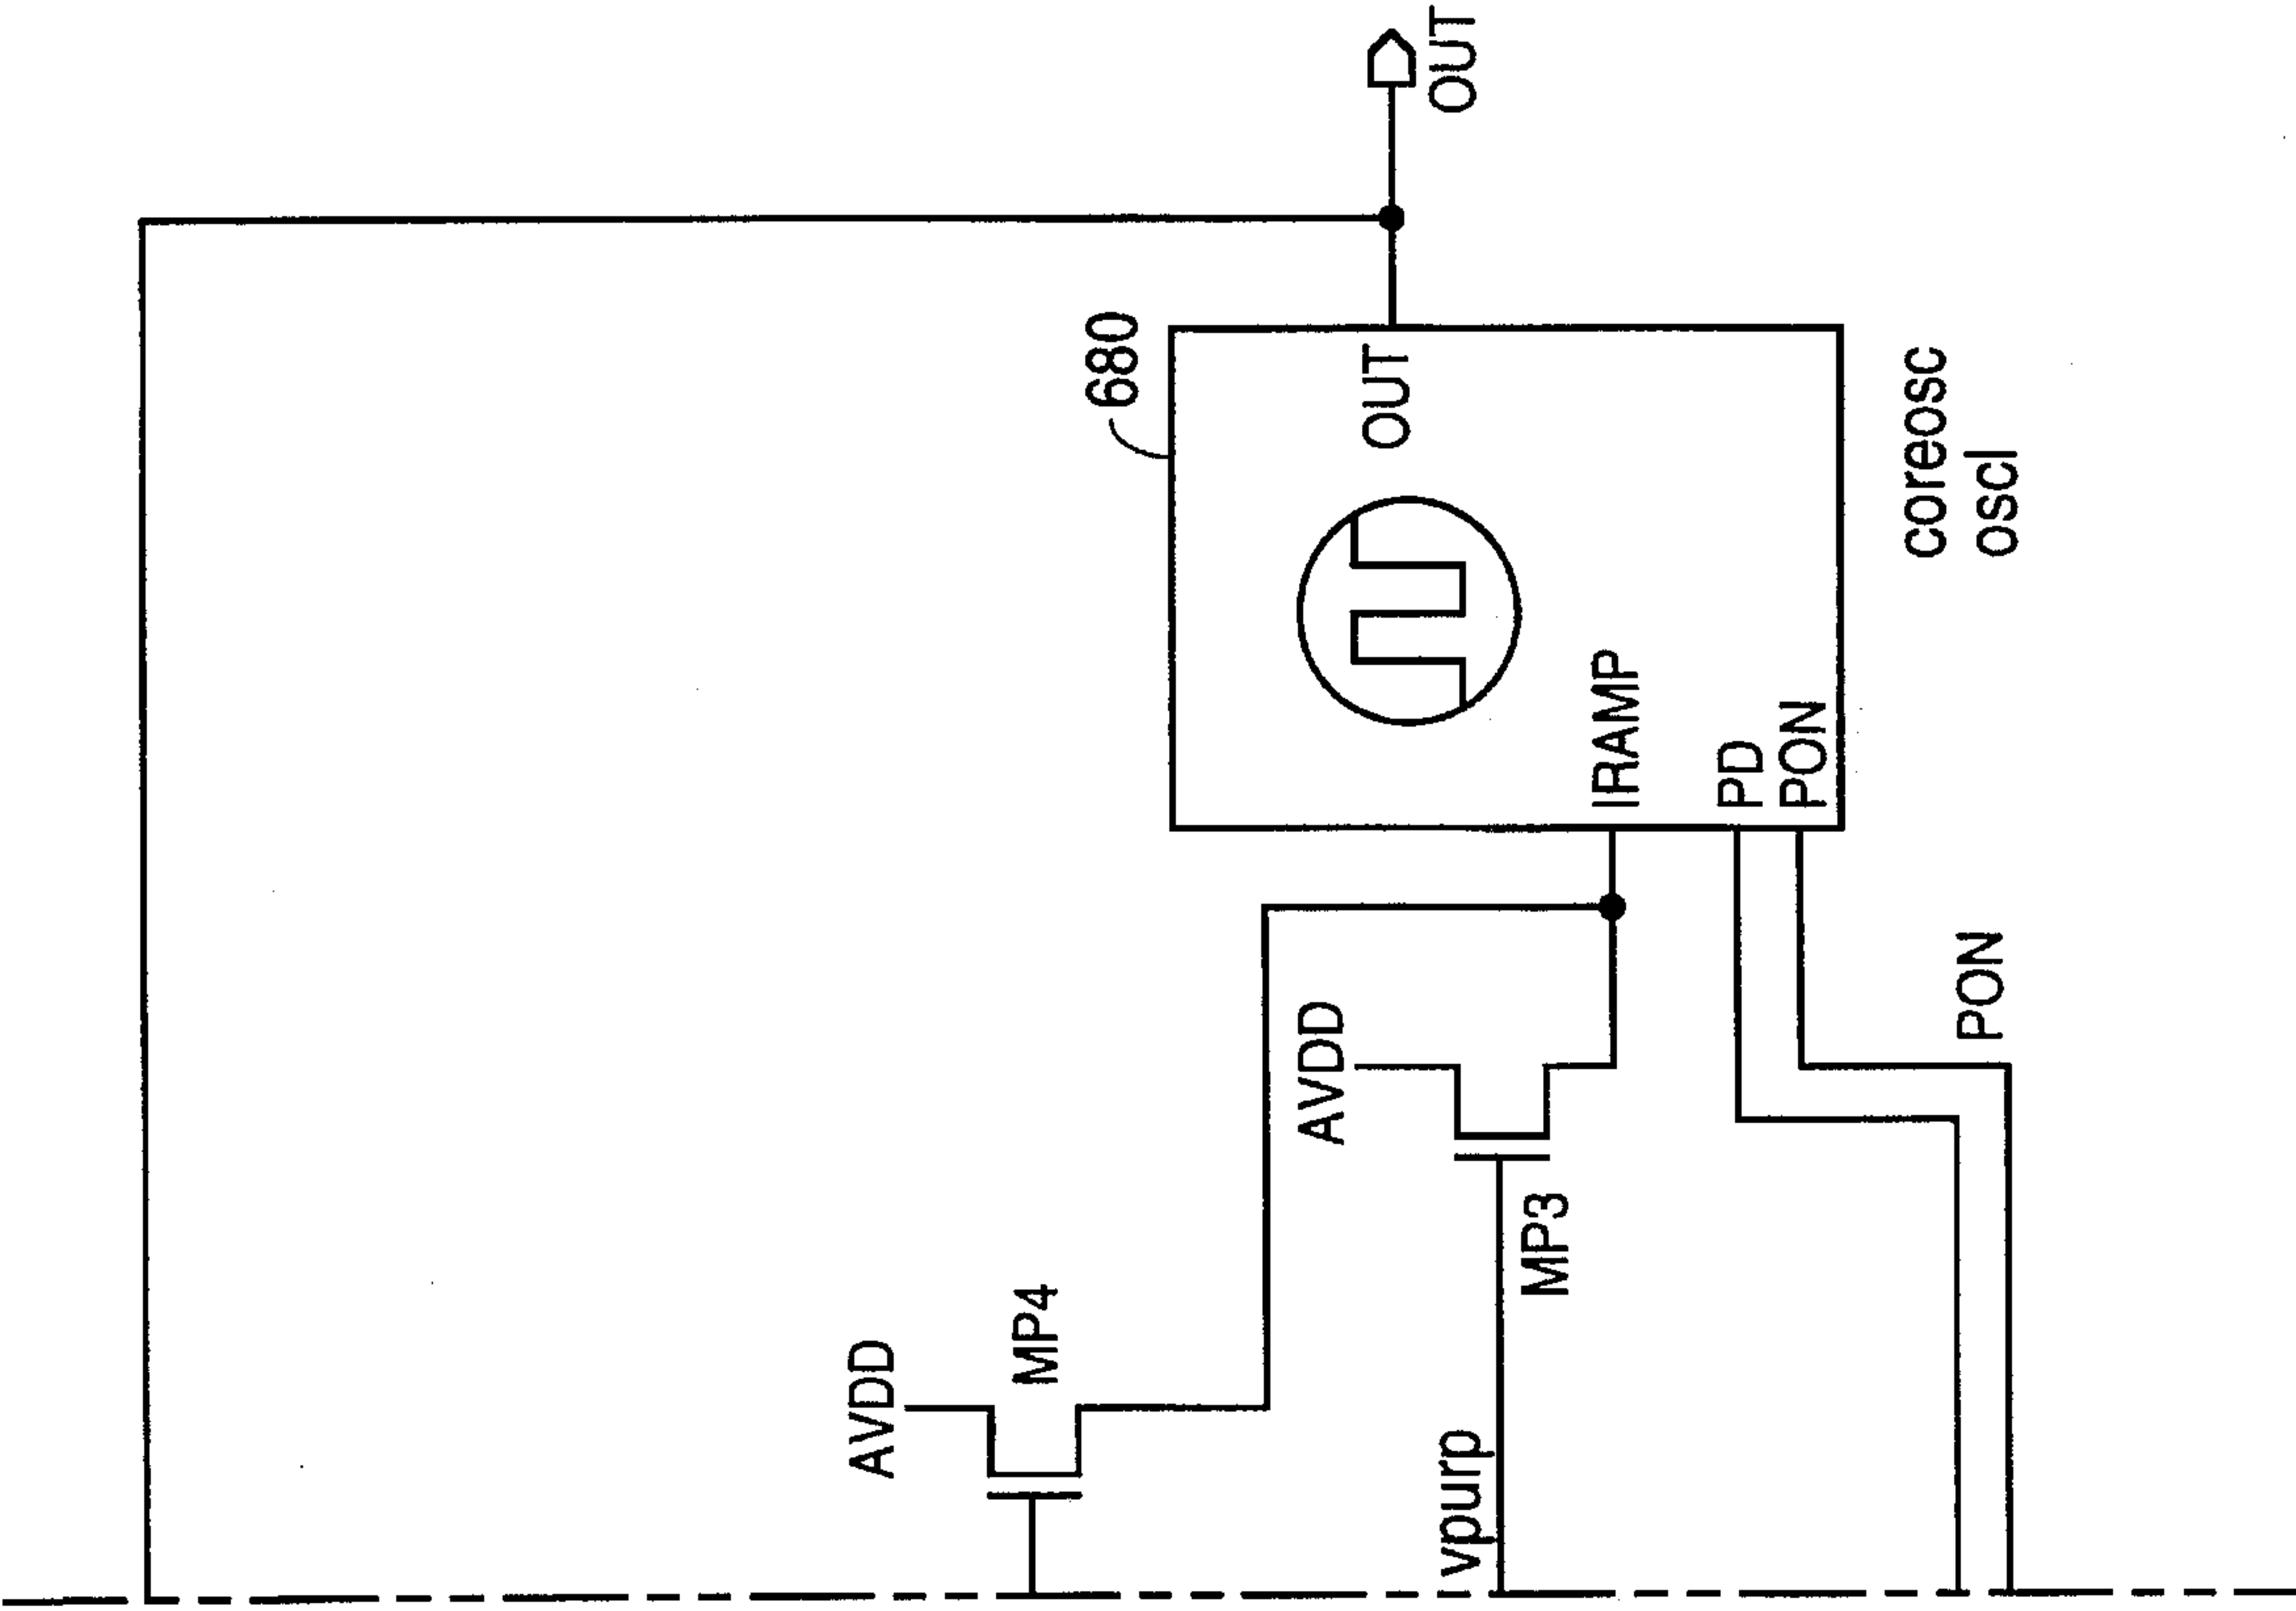 AVDD
MP4
vpurp
AVDD
MP3
PON
680
IRAMP
PD
PON
OUT
coreosc
oscl
OUT